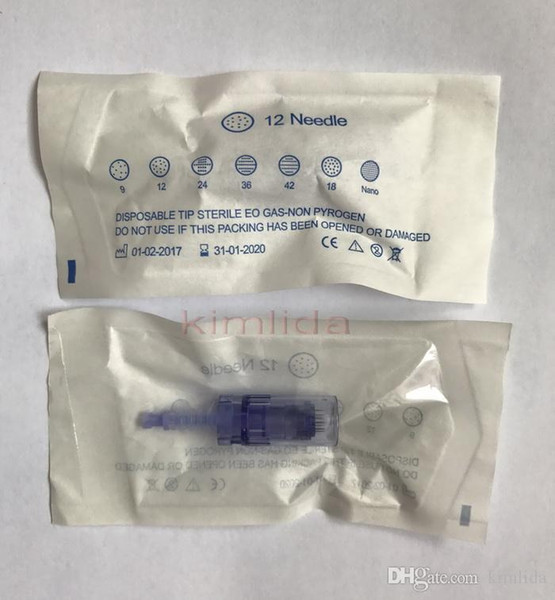 12 Needle
9 12 24 36 42 18 Nano
DISPOSABLE TIP STERILE EO GAS-NON PYROGEN
DO NOT USE IF THIS PACKING HAS BEEN OPENED OR DAMAGED
01-02-2017 31-01-2020 CE
kimlida
12 Needle
DHgate.com kimlida